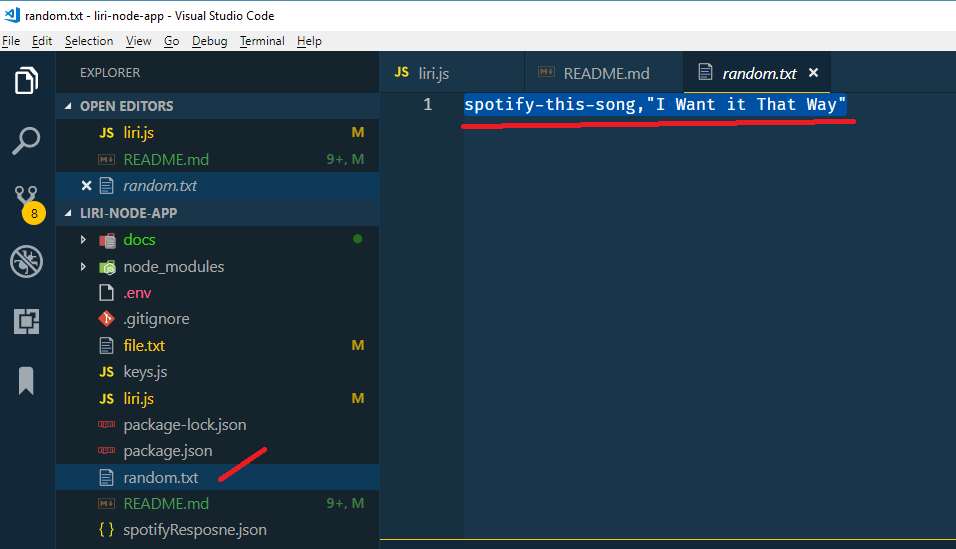 random.txt - liri-node-app - Visual Studio Code
File Edit Selection View Go Debug Terminal Help
EXPLORER
OPEN EDITORS
JS liri.js M
README.md 9+, M
random.txt
LIRI-NODE-APP
docs
node_modules
.env
.gitignore
file.txt M
keys.js
JS liri.js M
package-lock.json
package.json
random.txt
README.md 9+, M
{ } spotifyResposne.json
8
JS liri.js
README.md
random.txt
1 spotify-this-song,"I Want it That Way"